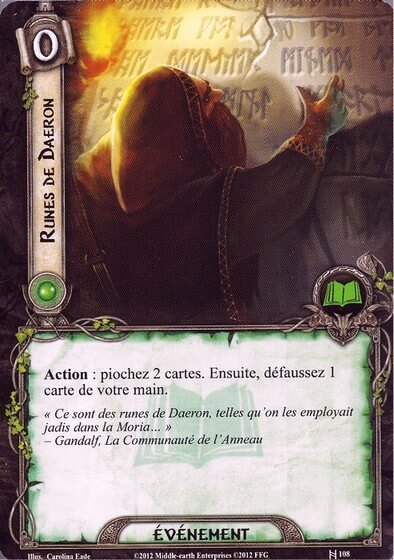 0
RUNES DE DAERON
Action : piochez 2 cartes. Ensuite, défaussez 1
carte de votre main.
« Ce sont des runes de Daeron, telles qu'on les employait
jadis dans la Moria... »
– Gandalf, La Communauté de l'Anneau
ÉVÉNEMENT
Illus. Carolina Eade
©2012 Middle-earth Enterprises ©2012 FFG
108